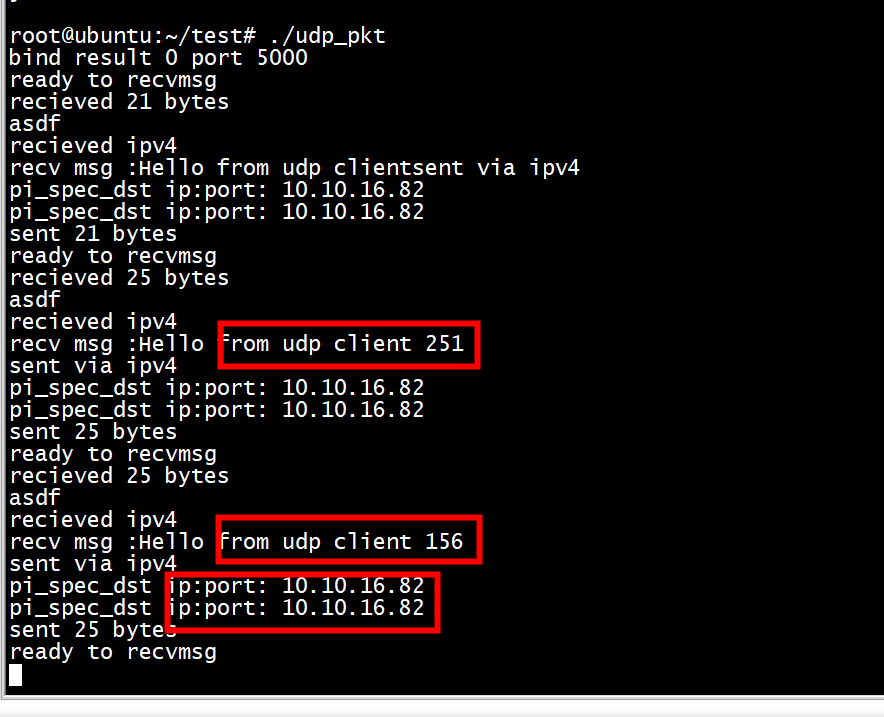 root@ubuntu:~/test# ./udp_pkt
bind result 0 port 5000
ready to recvmsg
recieved 21 bytes
asdf
recieved ipv4
recv msg :Hello from udp clientsent via ipv4
pi_spec_dst ip:port: 10.10.16.82
pi_spec_dst ip:port: 10.10.16.82
sent 21 bytes
ready to recvmsg
recieved 25 bytes
asdf
recieved ipv4
recv msg :Hello from udp client 251
sent via ipv4
pi_spec_dst ip:port: 10.10.16.82
pi_spec_dst ip:port: 10.10.16.82
sent 25 bytes
ready to recvmsg
recieved 25 bytes
asdf
recieved ipv4
recv msg :Hello from udp client 156
sent via ipv4
pi_spec_dst ip:port: 10.10.16.82
pi_spec_dst ip:port: 10.10.16.82
sent 25 bytes
ready to recvmsg